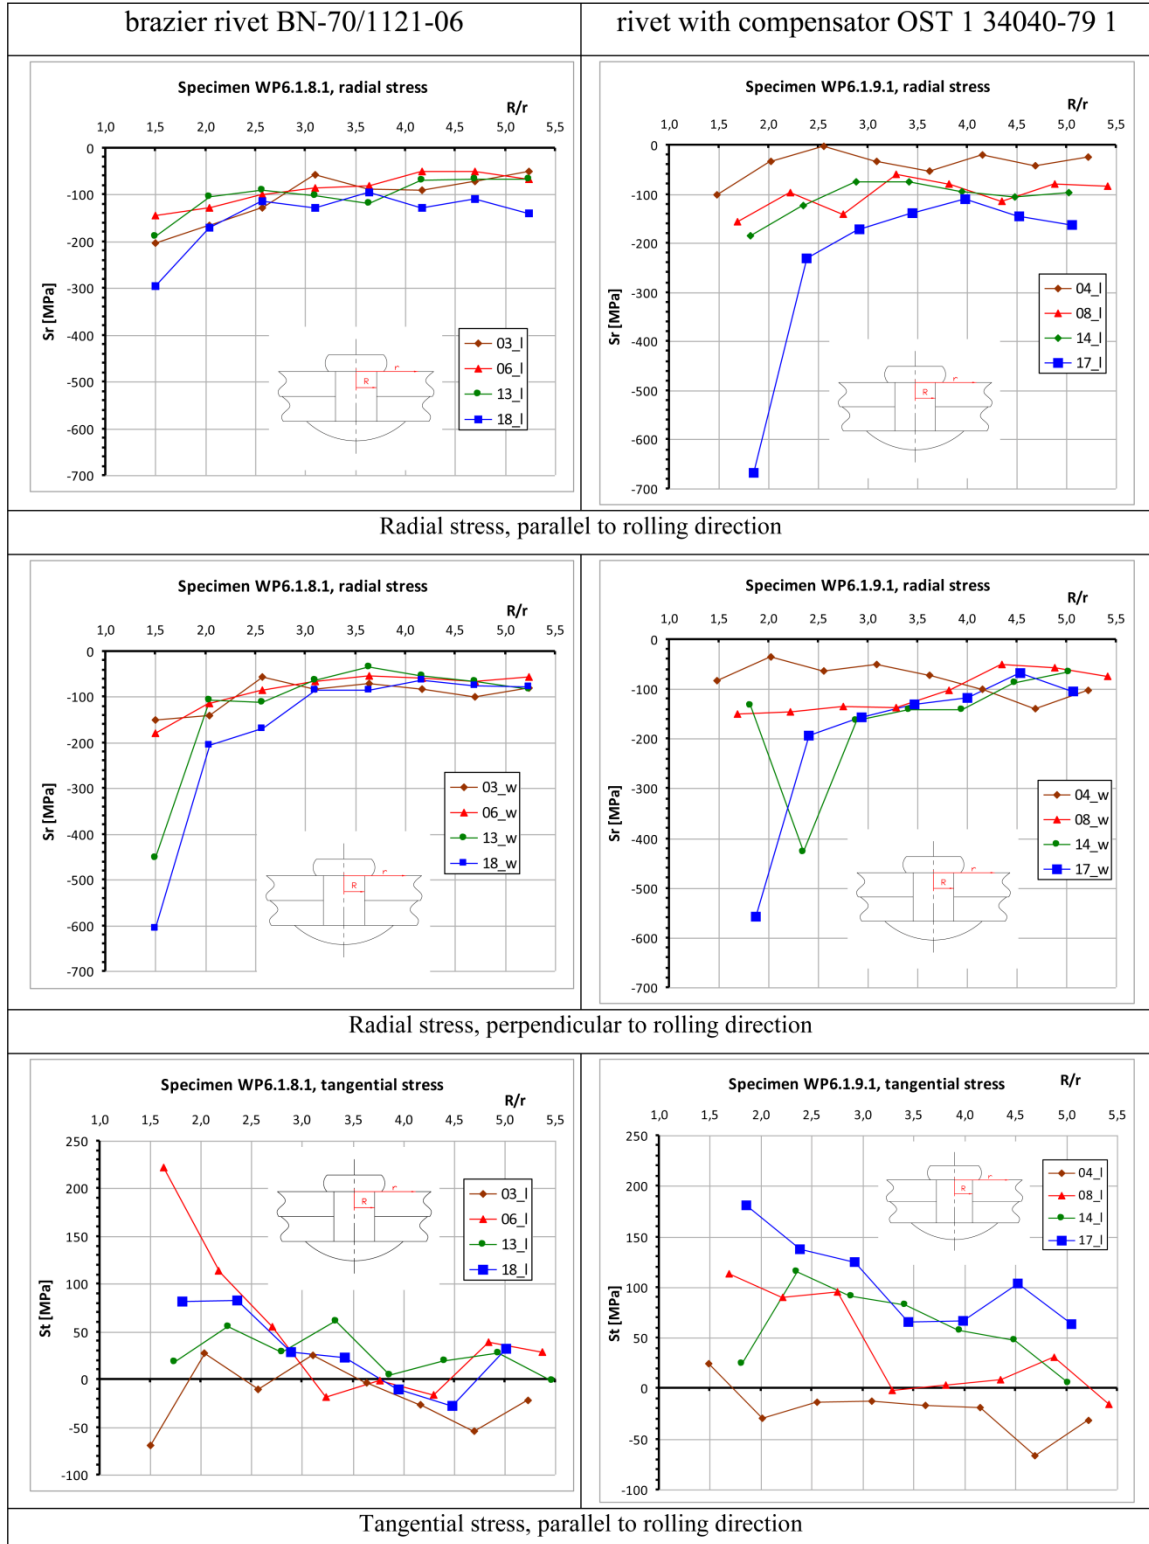 brazier rivet BN-70/1121-06
rivet with compensator OST 1 34040-79 1
Specimen WP6.1.8.1, radial stress
R/r
1,0 1,5 2,0 2,5 3,0 3,5 4,0 4,5 5,0 5,5
0
-100
-200
-300
-400
-500
-600
-700
Sr [MPa]
R
r
03_l
06_l
13_l
18_l
Specimen WP6.1.9.1, radial stress
R/r
1,0 1,5 2,0 2,5 3,0 3,5 4,0 4,5 5,0 5,5
0
-100
-200
-300
-400
-500
-600
-700
Sr [MPa]
R
r
04_l
08_l
14_l
17_l
Radial stress, parallel to rolling direction
Specimen WP6.1.8.1, radial stress
R/r
1,0 1,5 2,0 2,5 3,0 3,5 4,0 4,5 5,0 5,5
0
-100
-200
-300
-400
-500
-600
-700
Sr [MPa]
R
r
03_w
06_w
13_w
18_w
Specimen WP6.1.9.1, radial stress
R/r
1,0 1,5 2,0 2,5 3,0 3,5 4,0 4,5 5,0 5,5
0
-100
-200
-300
-400
-500
-600
-700
Sr [MPa]
R
r
04_w
08_w
14_w
17_w
Radial stress, perpendicular to rolling direction
Specimen WP6.1.8.1, tangential stress
R/r
1,0 1,5 2,0 2,5 3,0 3,5 4,0 4,5 5,0 5,5
250
200
150
100
50
0
-50
-100
St [MPa]
R
r
03_l
06_l
13_l
18_l
Specimen WP6.1.9.1, tangential stress
R/r
1,0 1,5 2,0 2,5 3,0 3,5 4,0 4,5 5,0 5,5
250
200
150
100
50
0
-50
-100
St [MPa]
R
r
04_l
08_l
14_l
17_l
Tangential stress, parallel to rolling direction